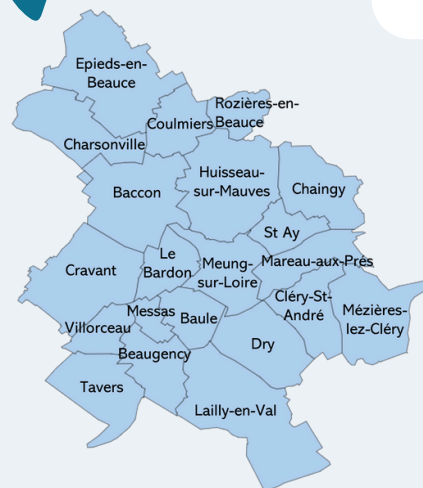 Epieds-en-
Beauce
Rozières-en-
Beauce
Coulmiers
Charsonville
Huisseau-
sur-Mauves
Chaingy
Baccon
St Ay
Le
Bardon
Meung-
sur-Loire
Mareau-aux-Prés
Cravant
Cléry-St-
André
Mézières-
lez-Cléry
Messas
Baule
Villorceau
Dry
Beaugency
Tavers
Lailly-en-Val